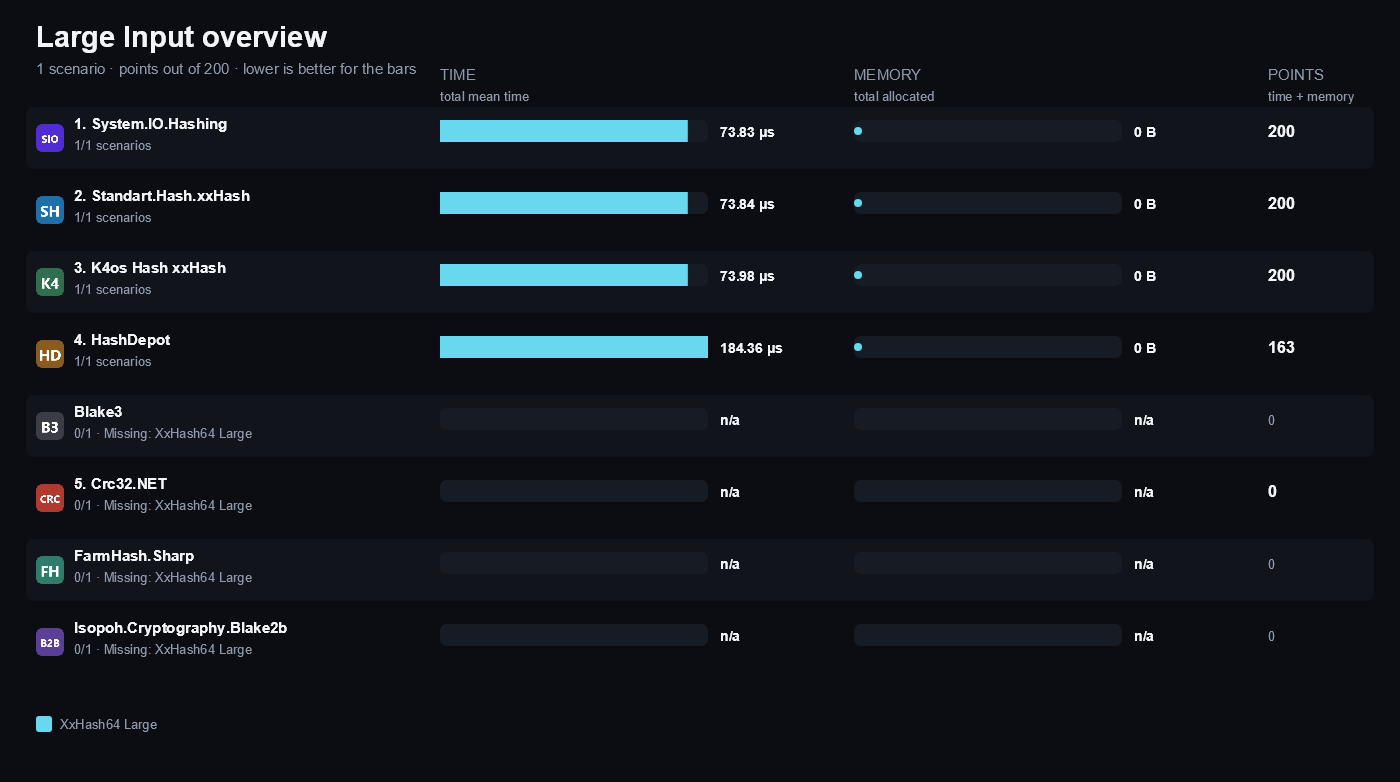 Large Input overview
1 scenario · points out of 200 · lower is better for the bars
TIME
total mean time
MEMORY
total allocated
POINTS
time + memory
SIO
1. System.IO.Hashing
1/1 scenarios
73.83 µs
0 B
200
SH
2. Standart.Hash.xxHash
1/1 scenarios
73.84 µs
0 B
200
K4
3. K4os Hash xxHash
1/1 scenarios
73.98 µs
0 B
200
HD
4. HashDepot
1/1 scenarios
184.36 µs
0 B
163
B3
Blake3
0/1 · Missing: XxHash64 Large
n/a
n/a
0
CRC
5. Crc32.NET
0/1 · Missing: XxHash64 Large
n/a
n/a
0
FH
FarmHash.Sharp
0/1 · Missing: XxHash64 Large
n/a
n/a
0
B2B
Isopoh.Cryptography.Blake2b
0/1 · Missing: XxHash64 Large
n/a
n/a
0
XxHash64 Large